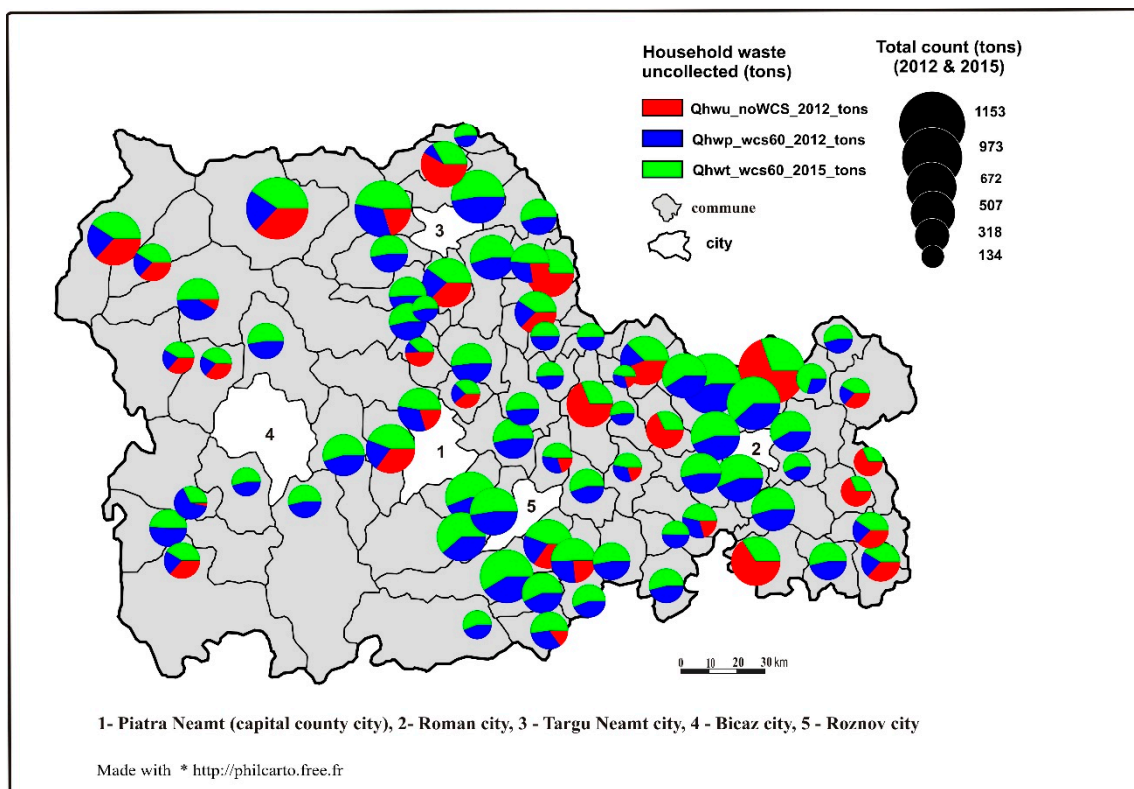 Household waste
uncollected (tons)
Qhwu_noWCS_2012_tons
Qhwp_wcs60_2012_tons
Qhwt_wcs60_2015_tons
commune
city
Total count (tons)
(2012 & 2015)
1153
973
672
507
318
134
3
4
1
2
5
0 10 20 30 km
1- Piatra Neamt (capital county city), 2- Roman city, 3 - Targu Neamt city, 4 - Bicaz city, 5 - Roznov city
Made with * http://philcarto.free.fr